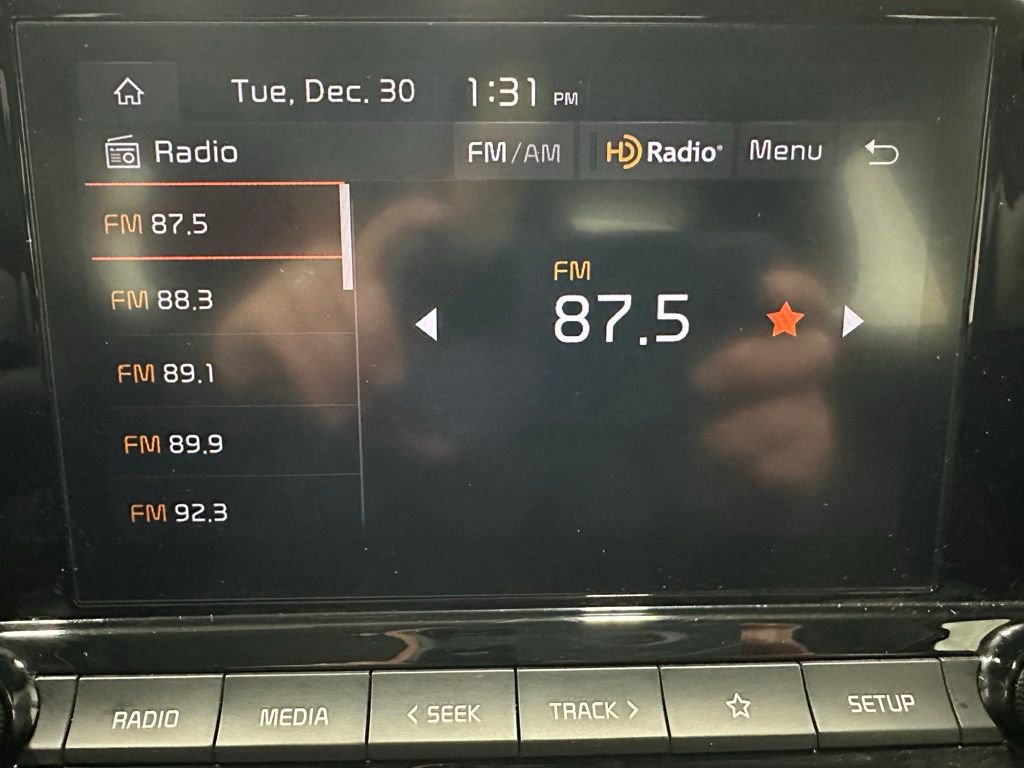 Tue, Dec. 30 1:31 PM
Radio FM/AM HD Radio® Menu
FM 87.5
FM 88.3
FM 89.1
FM 89.9
FM 92.3
FM
87.5
RADIO MEDIA < SEEK TRACK > SETUP